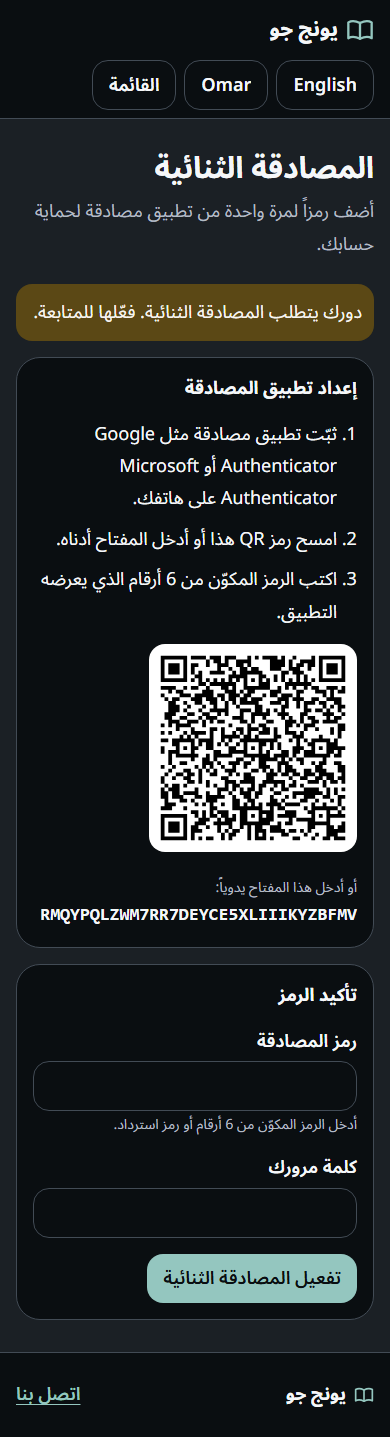 يونج جو
English
Omar
القائمة
المصادقة الثنائية
أضف رمزاً لمرة واحدة من تطبيق مصادقة لحماية
حسابك.
دورك يتطلب المصادقة الثنائية. فعّلها للمتابعة.
إعداد تطبيق المصادقة
1. ثبّت تطبيق مصادقة مثل Google
Authenticator أو Microsoft
Authenticator على هاتفك.
2. امسح رمز QR هذا أو أدخل المفتاح أدناه.
3. اكتب الرمز المكوّن من 6 أرقام الذي يعرضه
التطبيق.
أو أدخل هذا المفتاح يدوياً:
RMQYPQLZWM7RR7DEYCE5XLIIIKYZBFMV
تأكيد الرمز
رمز المصادقة
أدخل الرمز المكوّن من 6 أرقام أو رمز استرداد.
كلمة مرورك
تفعيل المصادقة الثنائية
يونج جو
اتصل بنا